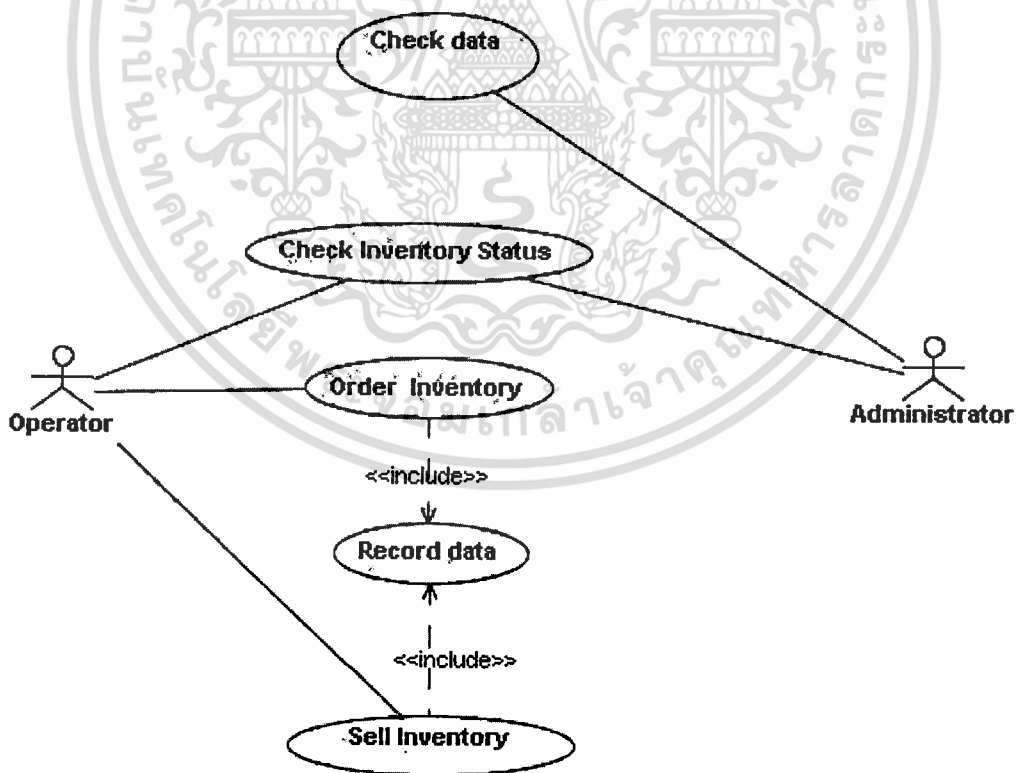 Check data
Check Inventory Status
Order Inventory
Operator
Administrator
<<include>>
Record data
<<include>>
Sell Inventory